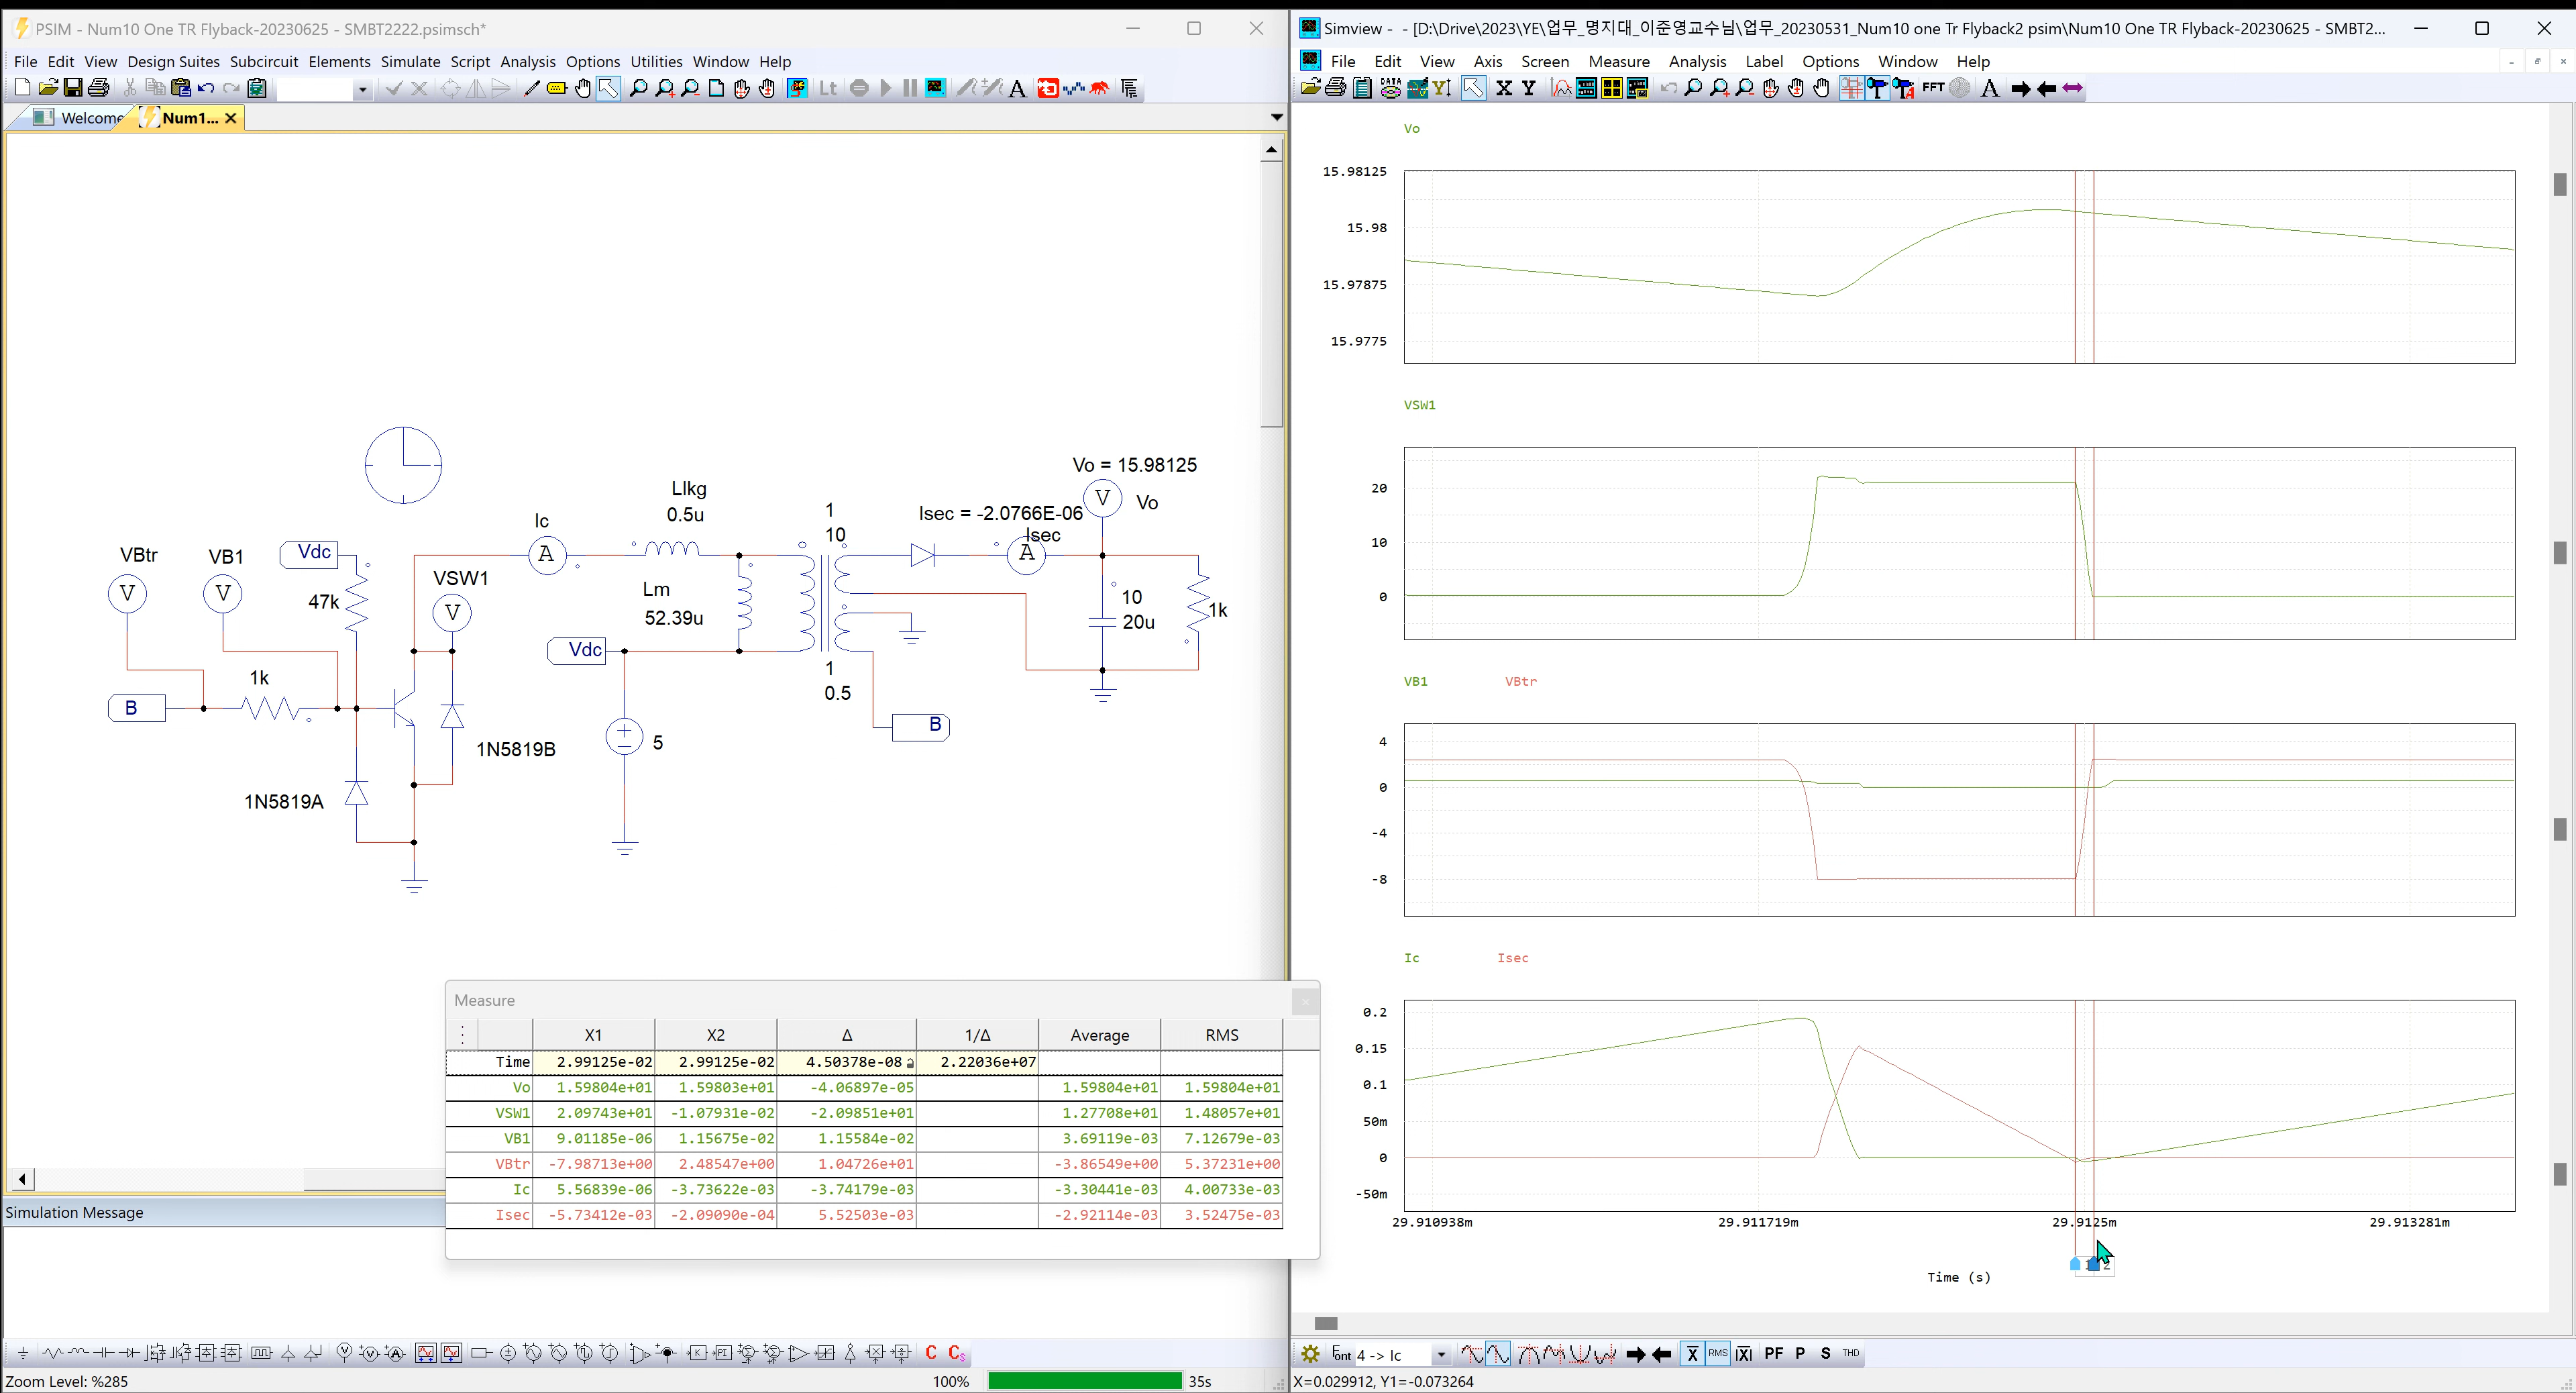 PSIM - Num10 One TR Flyback-20230625 - SMBT2222.psimsch*
File Edit View Design Suites Subcircuit Elements Simulate Script Analysis Options Utilities Window Help
Lt A
Welcome Num1...
Ic
Llkg
0.5u
1
10
Vo = 15.98125
V
Vo
Isec = -2.0766E-06
Isec
A
VBtr
VB1
Vdc
VSW1
A
V
V
V
47k
Lm
52.39u
10
20u
1k
Vdc
1
0.5
B
1k
B
1N5819B
5
1N5819A
Measure
X1 X2 Δ 1/Δ Average RMS
Time 2.99125e-02 2.99125e-02 4.50378e-08 2.22036e+07
Vo 1.59804e+01 1.59803e+01 -4.06897e-05 1.59804e+01 1.59804e+01
VSW1 2.09743e+01 -1.07931e-02 -2.09851e+01 1.27708e+01 1.48057e+01
VB1 9.01185e-06 1.15675e-02 1.15584e-02 3.69119e-03 7.12679e-03
VBtr -7.98713e+00 2.48547e+00 1.04726e+01 -3.86549e+00 5.37231e+00
Ic 5.56839e-06 -3.73622e-03 -3.74179e-03 -3.30441e-03 4.00733e-03
Isec -5.73412e-03 -2.09090e-04 5.52503e-03 -2.92114e-03 3.52475e-03
Simulation Message
K PI C Cs
Zoom Level: %285 100% 35s
Simview - - [D:\Drive\2023\YE\업무_명지대_이준영교수님\업무_20230531_Num10 one Tr Flyback2 psim\Num10 One TR Flyback-20230625 - SMBT2...
File Edit View Axis Screen Measure Analysis Label Options Window Help
DATA X Y FFT A
Vo
15.98125
15.98
15.97875
15.9775
VSW1
20
10
0
VB1 VBtr
4
0
-4
-8
Ic Isec
0.2
0.15
0.1
50m
0
-50m
29.910938m 29.911719m 29.9125m 29.913281m
2
Time (s)
Font 4 -> Ic X RMS |X| PF P S THD
X=0.029912, Y1=-0.073264